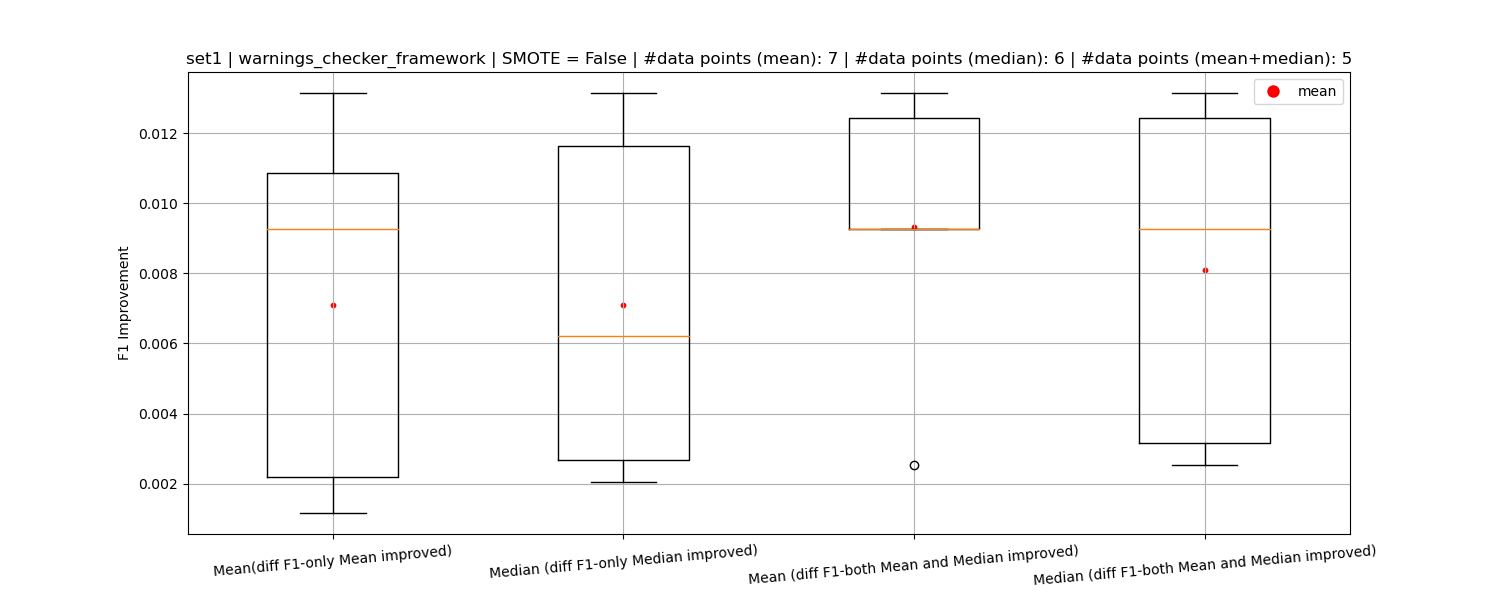 set1 | warnings_checker_framework | SMOTE = False | #data points (mean): 7 | #data points (median): 6 | #data points (mean+median): 5
mean
0.012
0.010
0.008
0.006
0.004
0.002
F1 Improvement
Mean(diff F1-only Mean improved)
Median (diff F1-only Median improved)
Mean (diff F1-both Mean and Median improved)
Median (diff F1-both Mean and Median improved)